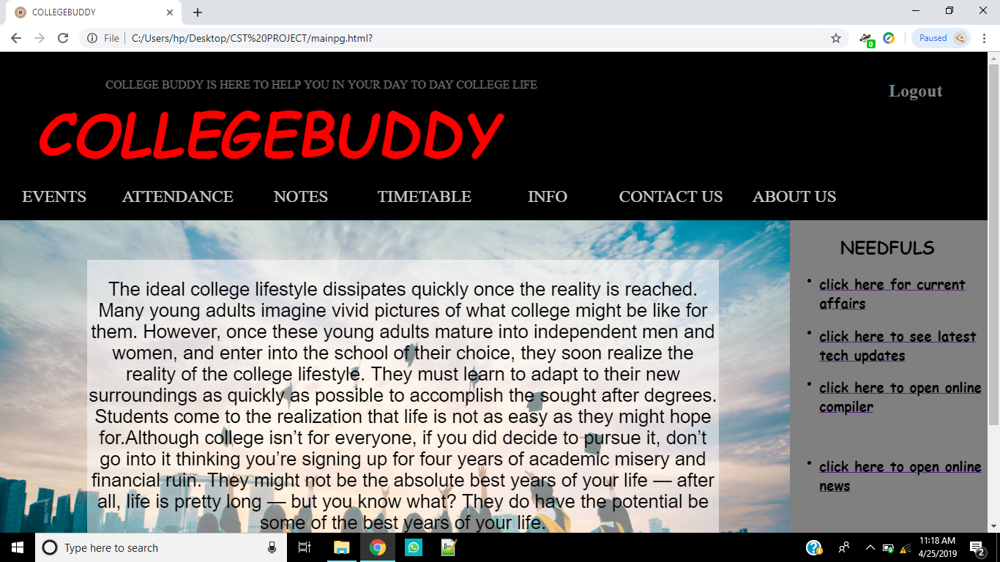 COLLEGEBUDDY
File
C:/Users/hp/Desktop/CST%20PROJECT/mainpg.html?
0
Paused
COLLEGE BUDDY IS HERE TO HELP YOU IN YOUR DAY TO DAY COLLEGE LIFE
Logout
COLLEGEBUDDY
EVENTS ATTENDANCE NOTES TIMETABLE INFO CONTACT US ABOUT US
The ideal college lifestyle dissipates quickly once the reality is reached.
Many young adults imagine vivid pictures of what college might be like for
them. However, once these young adults mature into independent men and
women, and enter into the school of their choice, they soon realize the
reality of the college lifestyle. They must learn to adapt to their new
surroundings as quickly as possible to accomplish the sought after degrees.
Students come to the realization that life is not as easy as they might hope
for.Although college isn’t for everyone, if you did decide to pursue it, don’t
go into it thinking you’re signing up for four years of academic misery and
financial ruin. They might not be the absolute best years of your life — after
all, life is pretty long — but you know what? They do have the potential be
some of the best years of your life.
NEEDFULS
• click here for current
affairs
• click here to see latest
tech updates
• click here to open online
compiler
• click here to open online
news
Type here to search
11:18 AM
4/25/2019
2